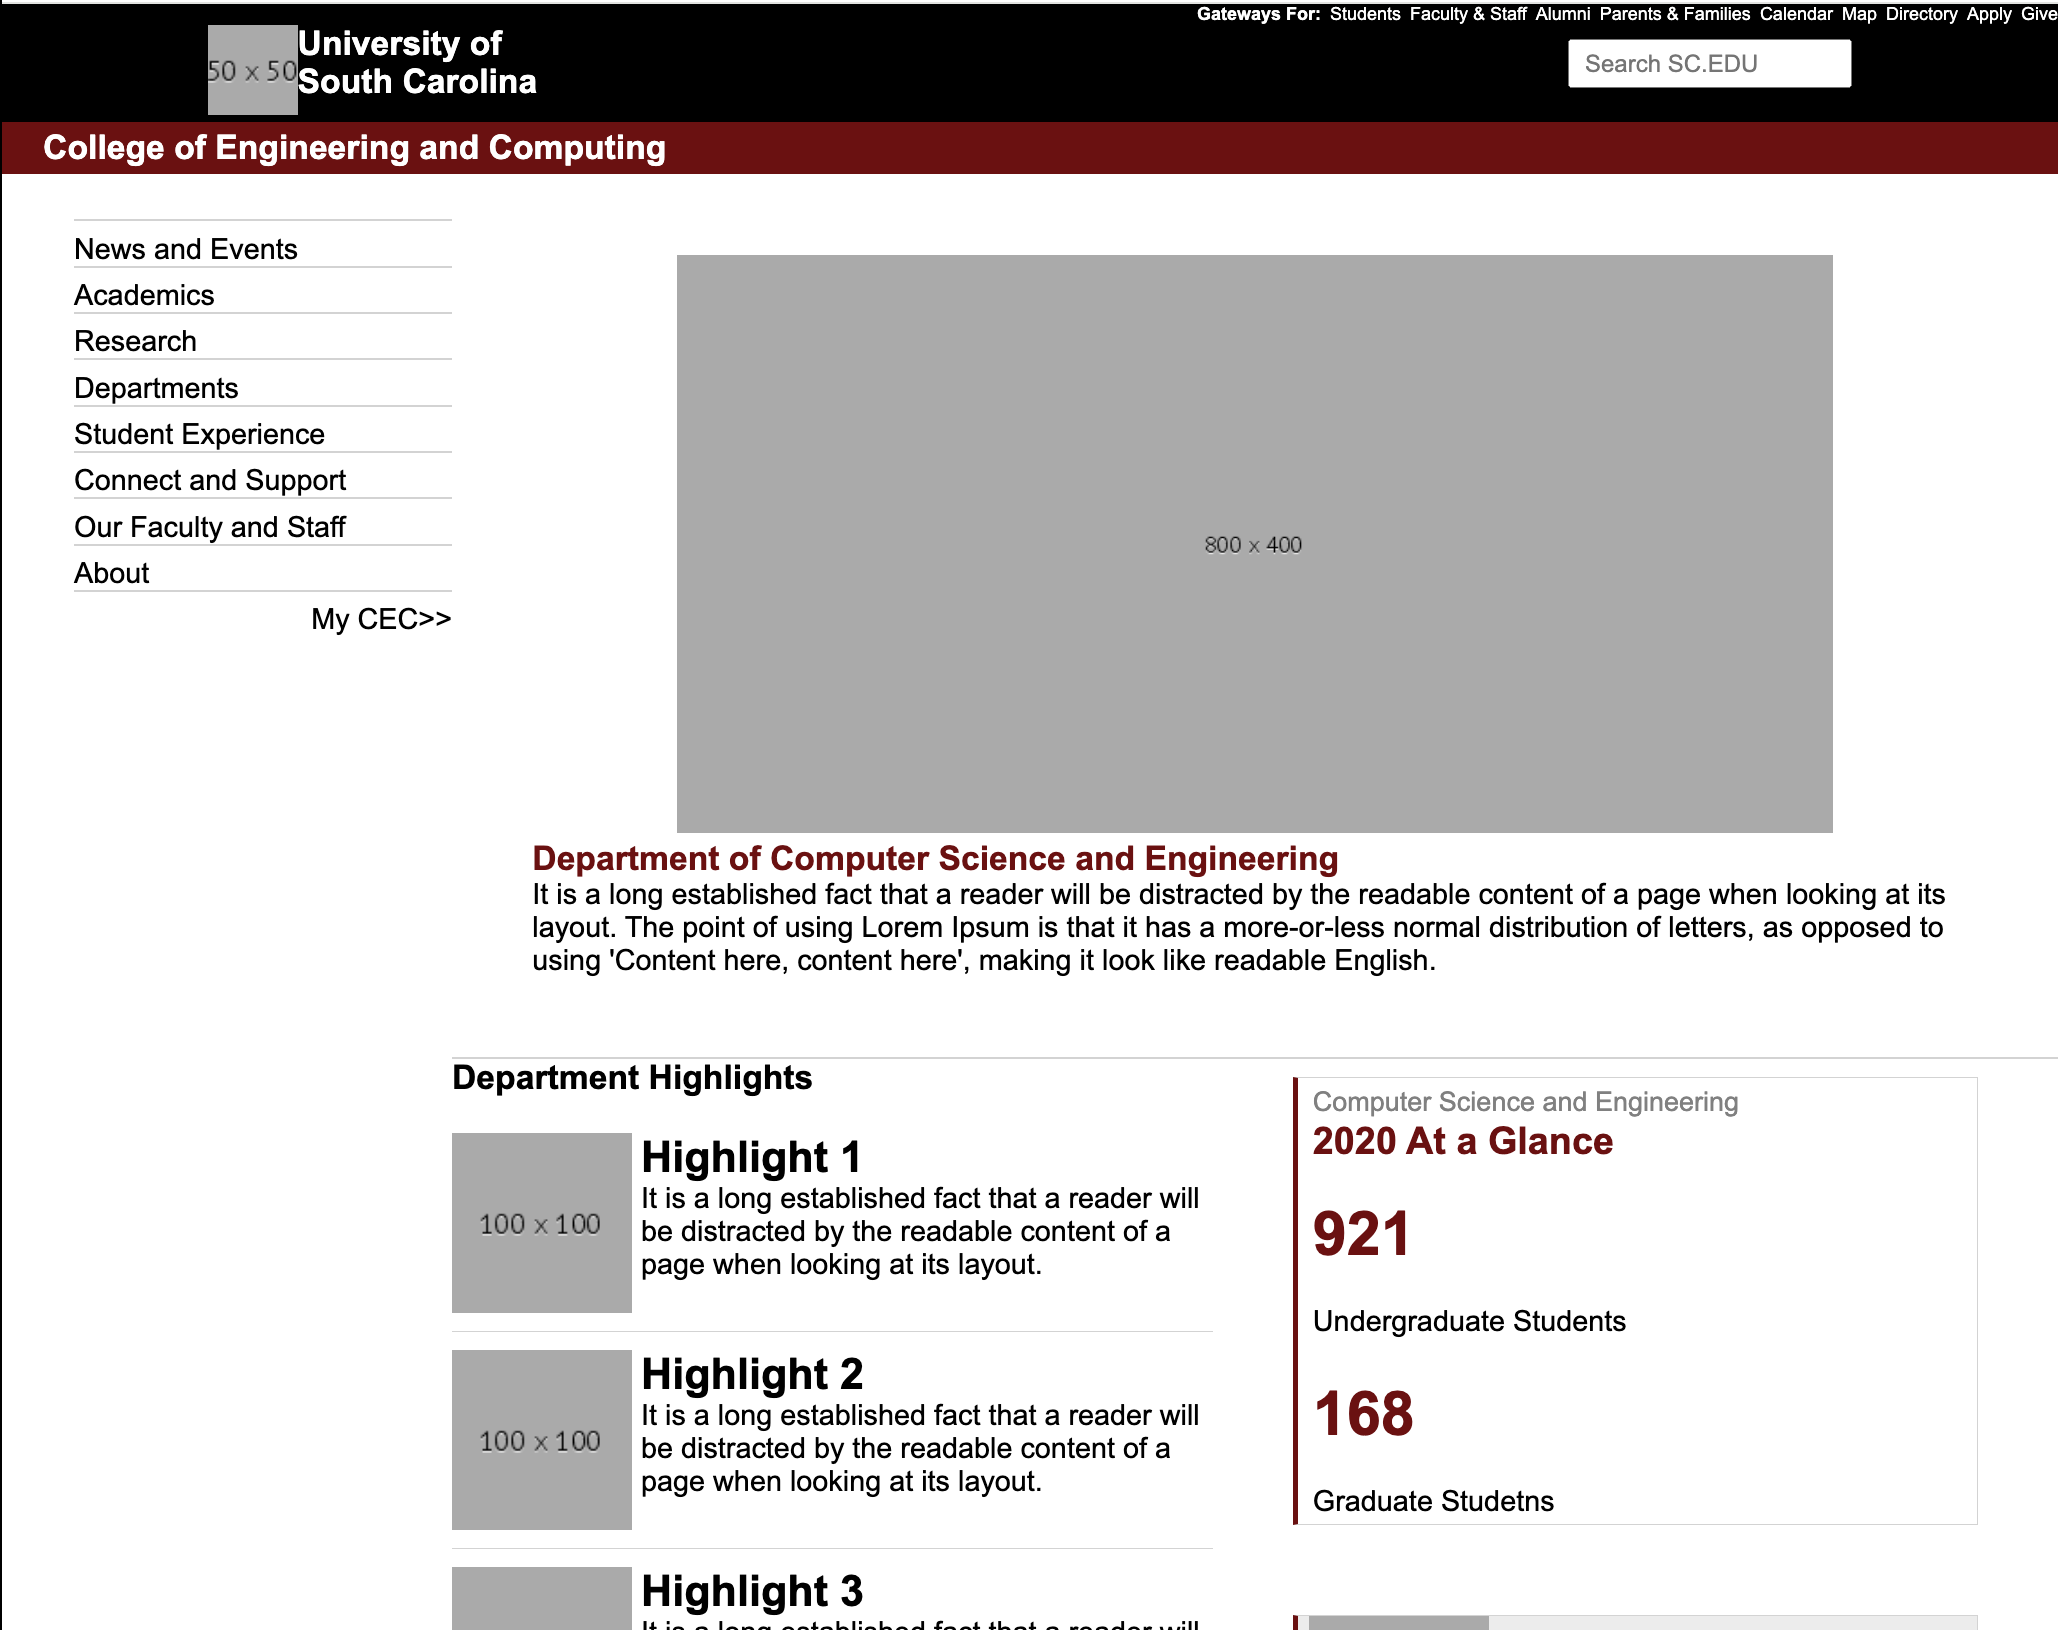 Gateways For: Students Faculty & Staff Alumni Parents & Families Calendar Map Directory Apply Give
50 x 50
University of
South Carolina
Search SC.EDU
College of Engineering and Computing
News and Events
Academics
Research
Departments
Student Experience
Connect and Support
Our Faculty and Staff
About
My CEC>>
800 x 400
Department of Computer Science and Engineering
It is a long established fact that a reader will be distracted by the readable content of a page when looking at its
layout. The point of using Lorem Ipsum is that it has a more-or-less normal distribution of letters, as opposed to
using 'Content here, content here', making it look like readable English.
Department Highlights
100 x 100
Highlight 1
It is a long established fact that a reader will
be distracted by the readable content of a
page when looking at its layout.
100 x 100
Highlight 2
It is a long established fact that a reader will
be distracted by the readable content of a
page when looking at its layout.
Highlight 3
It is a long established fact that a reader will
Computer Science and Engineering
2020 At a Glance
921
Undergraduate Students
168
Graduate Studetns